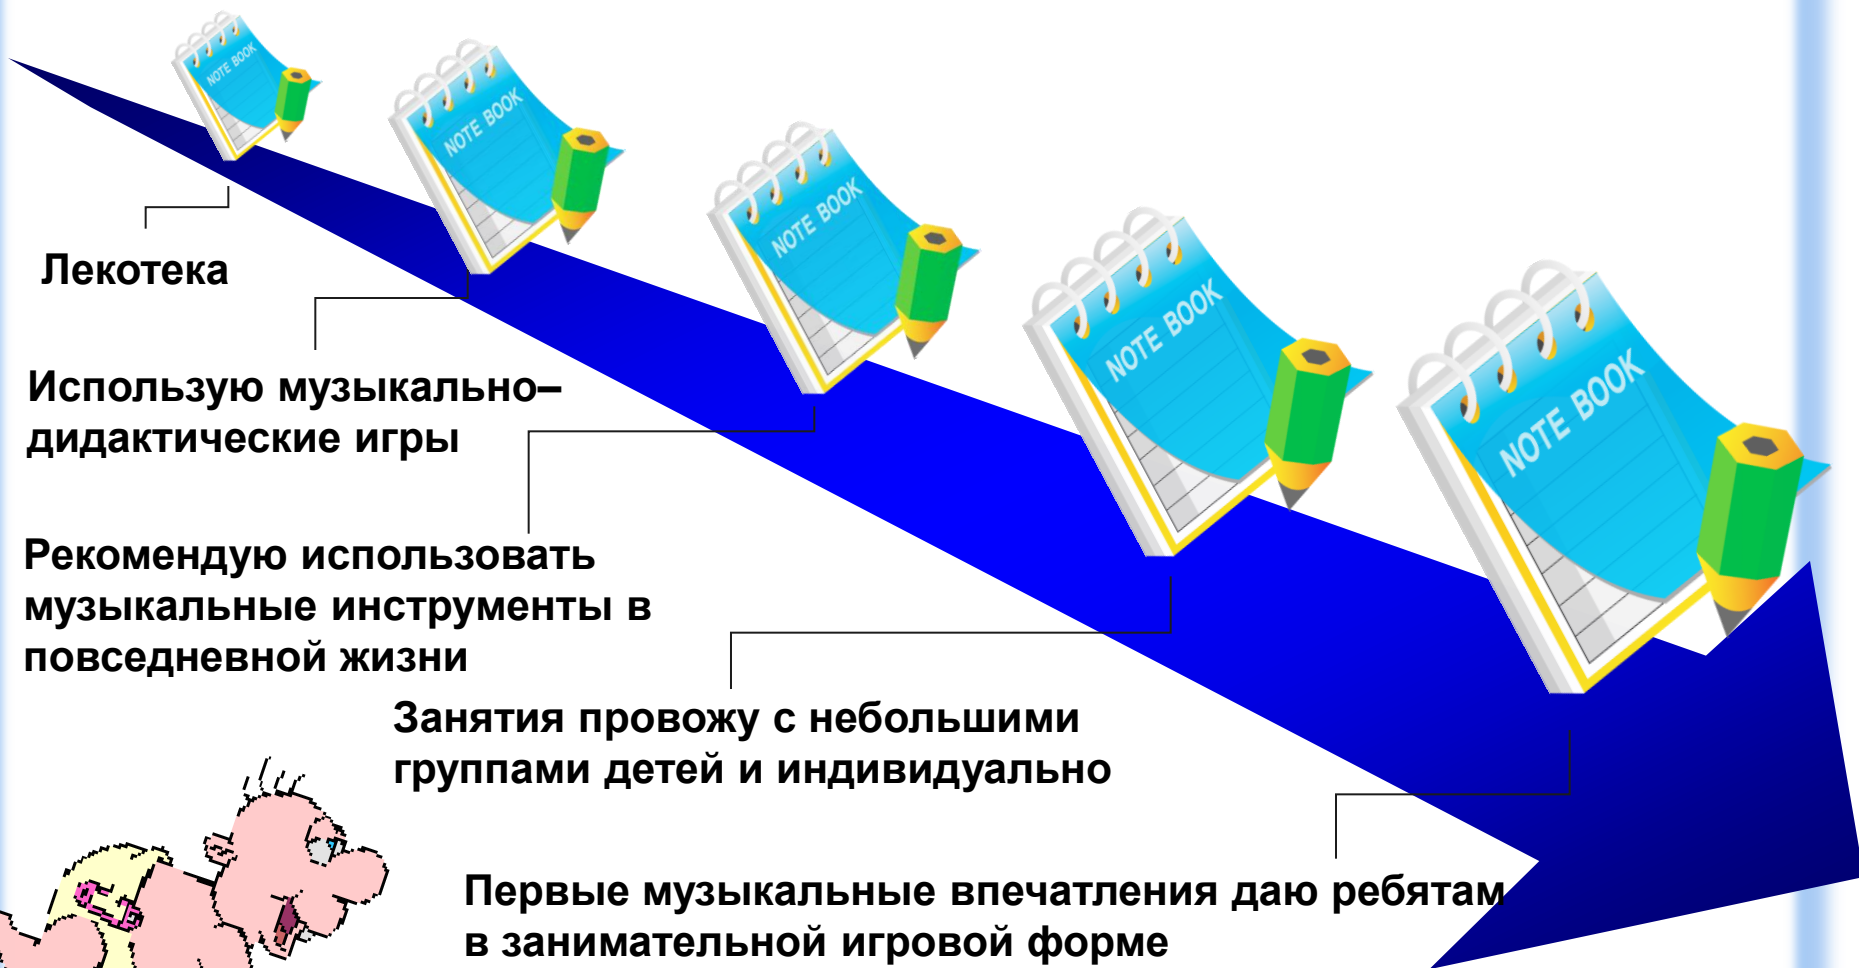 NOTE BOOK
NOTE BOOK
NOTE BOOK
NOTE BOOK
NOTE BOOK
Лекотека
Использую музыкально–
дидактические игры
Рекомендую использовать
музыкальные инструменты в
повседневной жизни
Занятия провожу с небольшими
группами детей и индивидуально
Первые музыкальные впечатления даю ребятам
в занимательной игровой форме